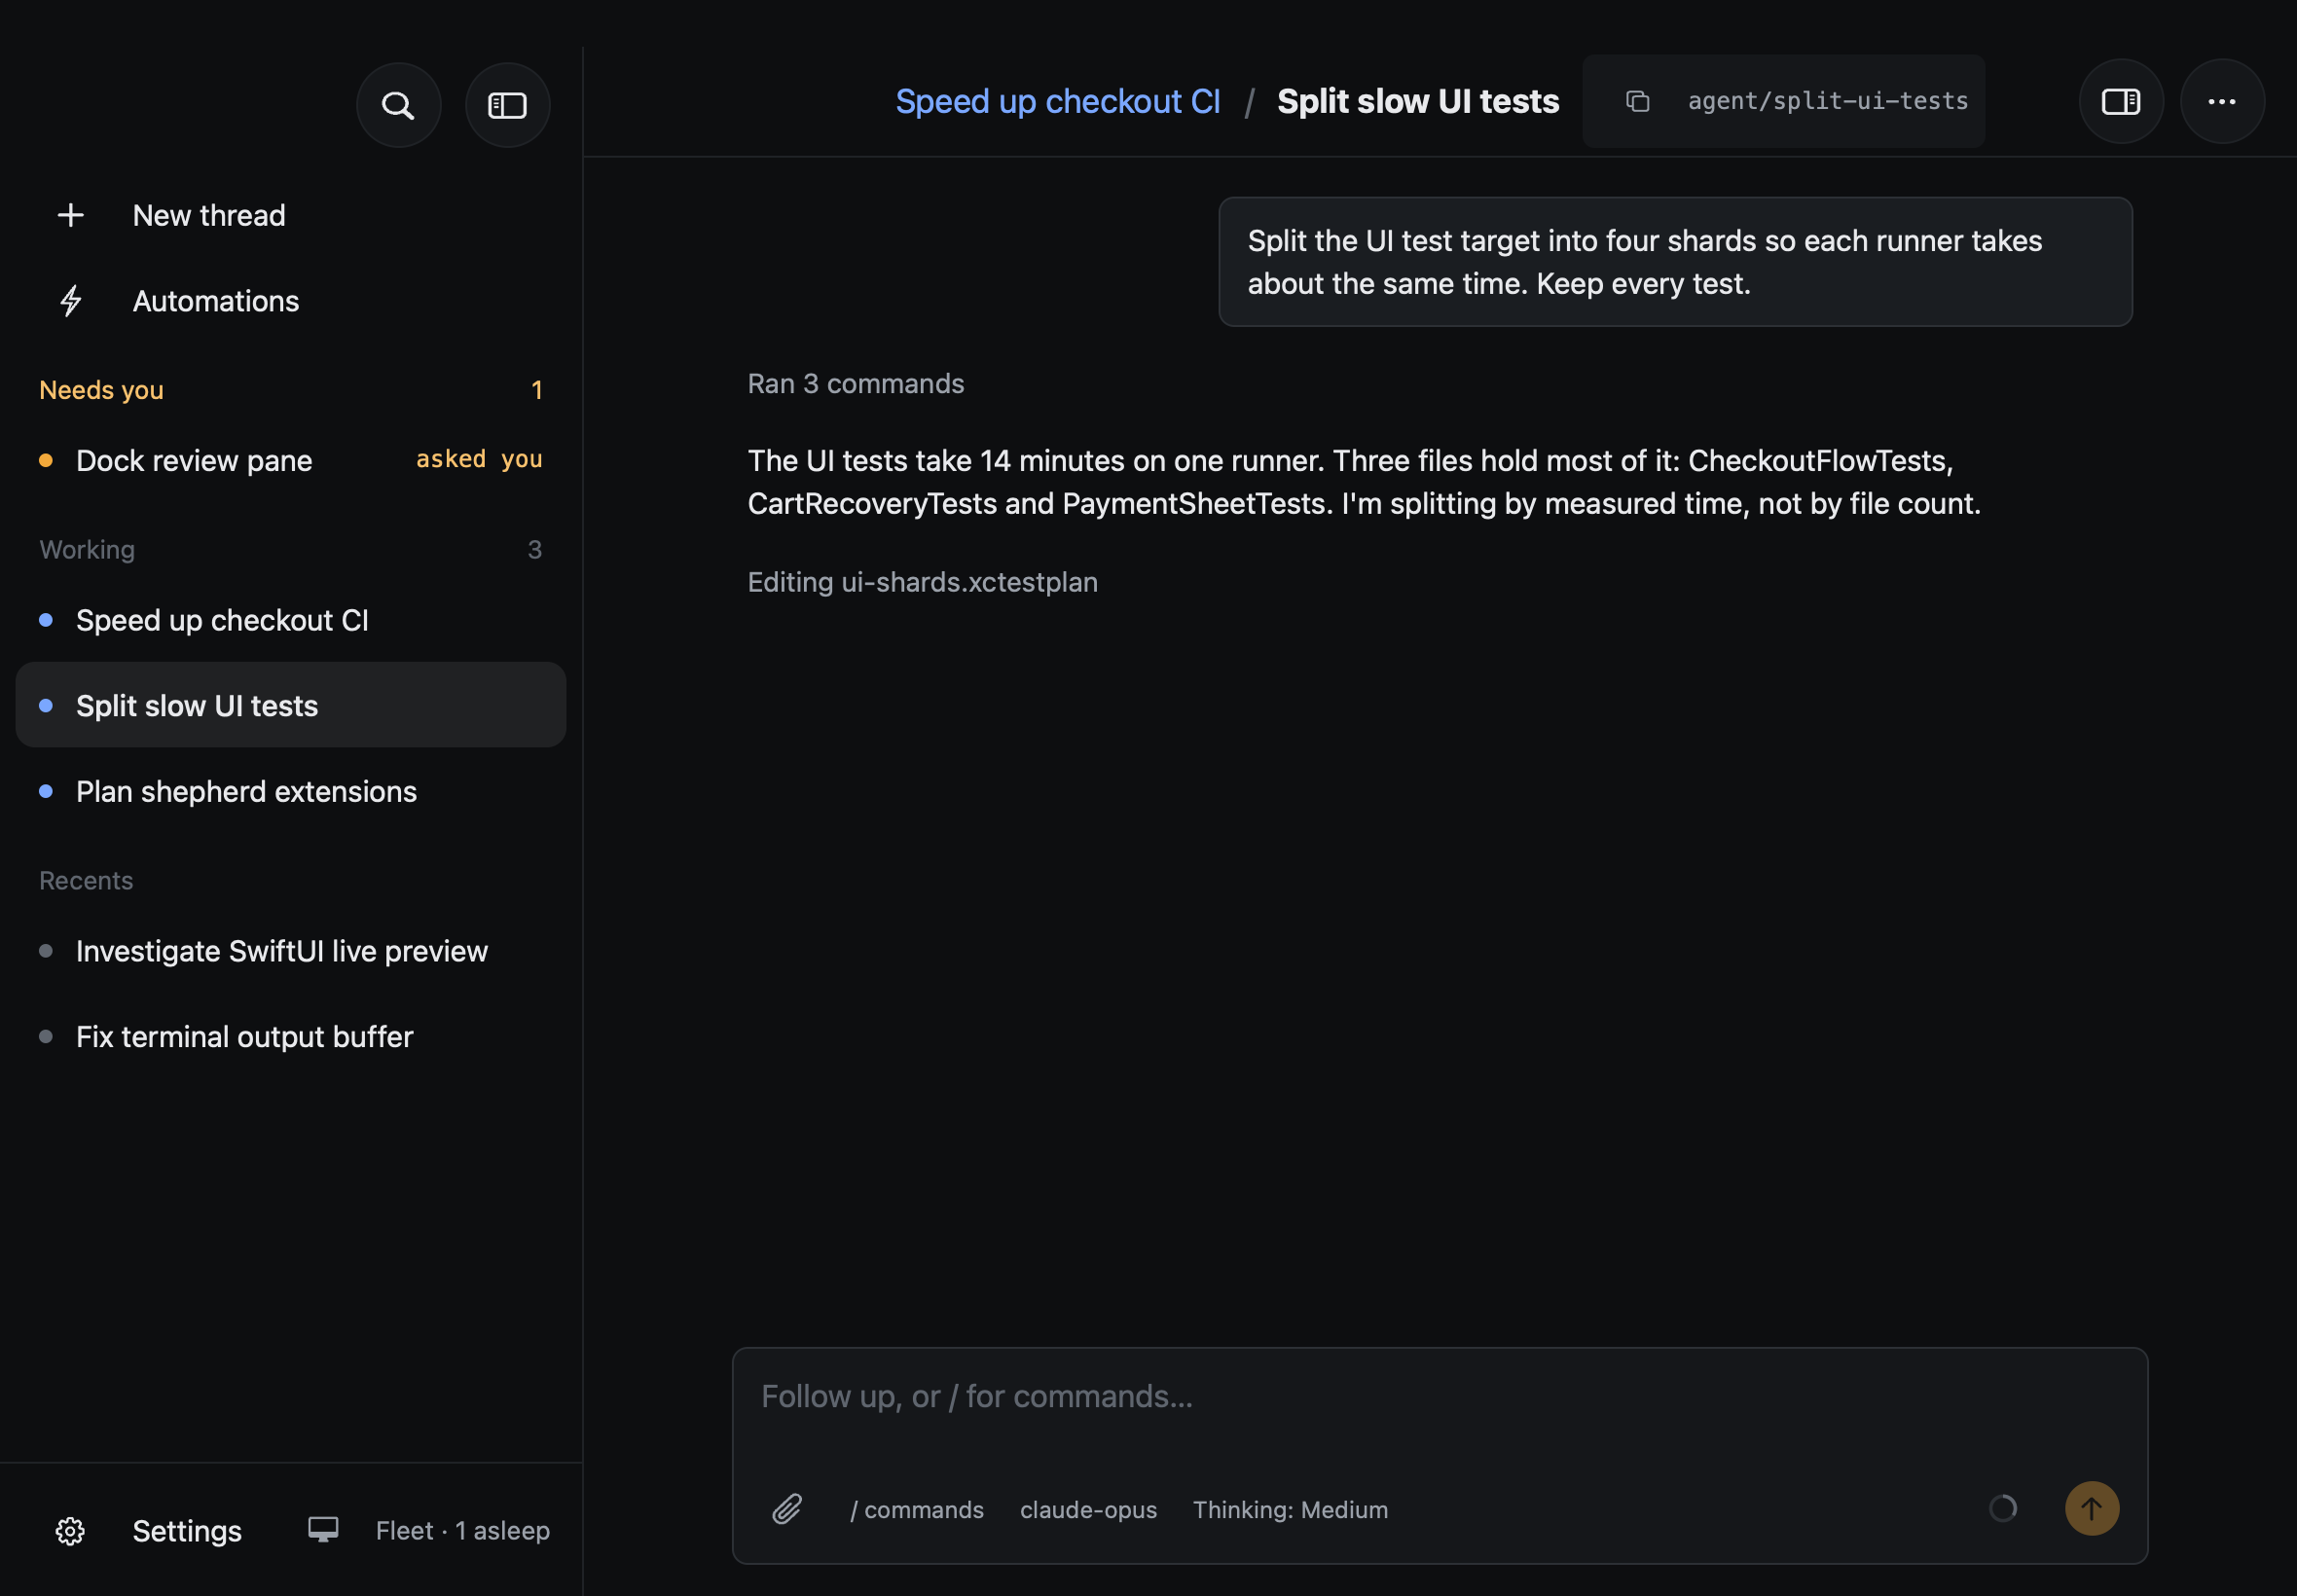 New thread
Automations
Needs you 1
Dock review pane asked you
Working 3
Speed up checkout CI
Split slow UI tests
Plan shepherd extensions
Recents
Investigate SwiftUI live preview
Fix terminal output buffer
Settings Fleet · 1 asleep
Speed up checkout CI / Split slow UI tests agent/split-ui-tests
Split the UI test target into four shards so each runner takes
about the same time. Keep every test.
Ran 3 commands
The UI tests take 14 minutes on one runner. Three files hold most of it: CheckoutFlowTests,
CartRecoveryTests and PaymentSheetTests. I'm splitting by measured time, not by file count.
Editing ui-shards.xctestplan
Follow up, or / for commands...
/ commands claude-opus Thinking: Medium